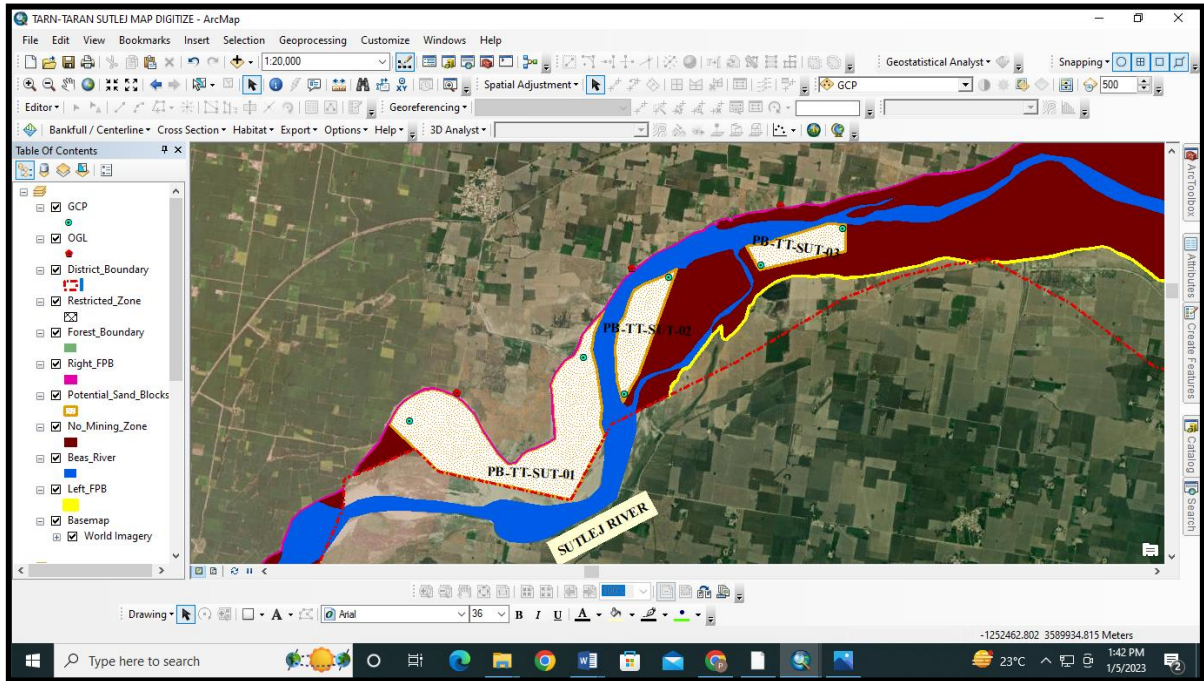 TARN-TARAN SUTLEJ MAP DIGITIZE - ArcMap
File Edit View Bookmarks Insert Selection Geoprocessing Customize Windows Help
1:20,000 Geostatistical Analyst Snapping
Spatial Adjustment GCP 500
Editor Georeferencing
Bankfull / Centerline Cross Section Habitat Export Options Help 3D Analyst
Table Of Contents
GCP
OGL
District_Boundary
Restricted_Zone
Forest_Boundary
Right_FPB
Potential_Sand_Blocks
No_Mining_Zone
Beas_River
Left_FPB
Basemap
World Imagery
PB-TT-SUT-03
PB-TT-SUT-02
PB-TT-SUT-01
SUTLEJ RIVER
ArcToolbox
Attributes
Create Features
Catalog
Search
Drawing A Arial 36 B I U A
-1252462.802 3589934.815 Meters
Type here to search
23°C
1:42 PM
1/5/2023
2